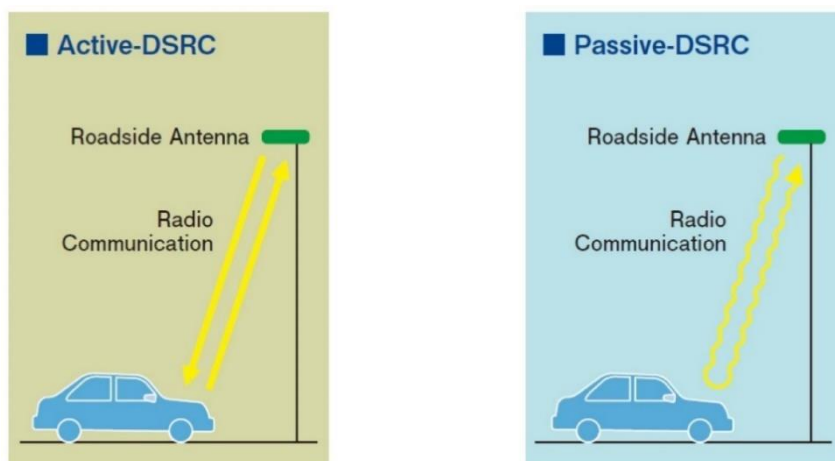 Active-DSRC
Roadside Antenna
Radio
Communication
Passive-DSRC
Roadside Antenna
Radio
Communication